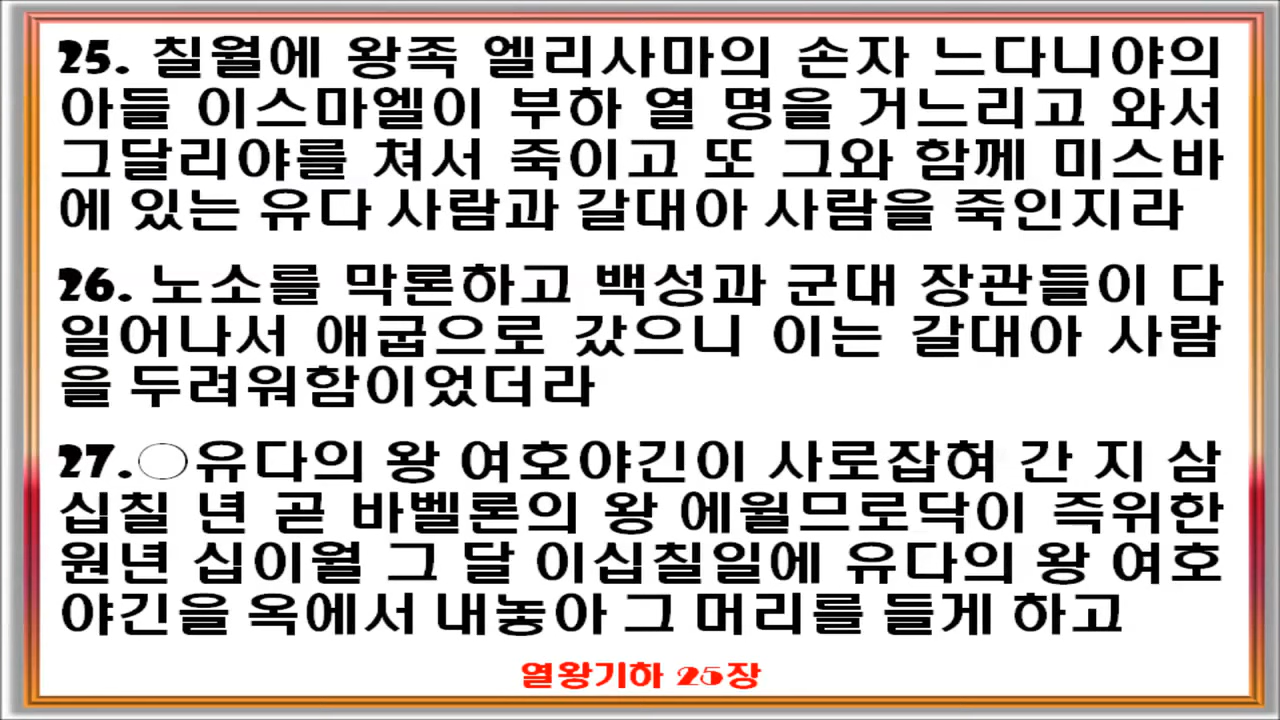 25. 칠월에 왕족 엘리사마의 손자 느다니야의
아들 이스마엘이 부하 열 명을 거느리고 와서
그달리야를 쳐서 죽이고 또 그와 함께 미스바
에 있는 유다 사람과 갈대아 사람을 죽인지라
26. 노소를 막론하고 백성과 군대 장관들이 다
일어나서 애굽으로 갔으니 이는 갈대아 사람
을 두려워함이었더라
27.○유다의 왕 여호야긴이 사로잡혀 간 지 삼
십칠 년 곧 바벨론의 왕 에윌므로닥이 즉위한
원년 십이월 그 달 이십칠일에 유다의 왕 여호
야긴을 옥에서 내놓아 그 머리를 들게 하고
열왕기하 25장